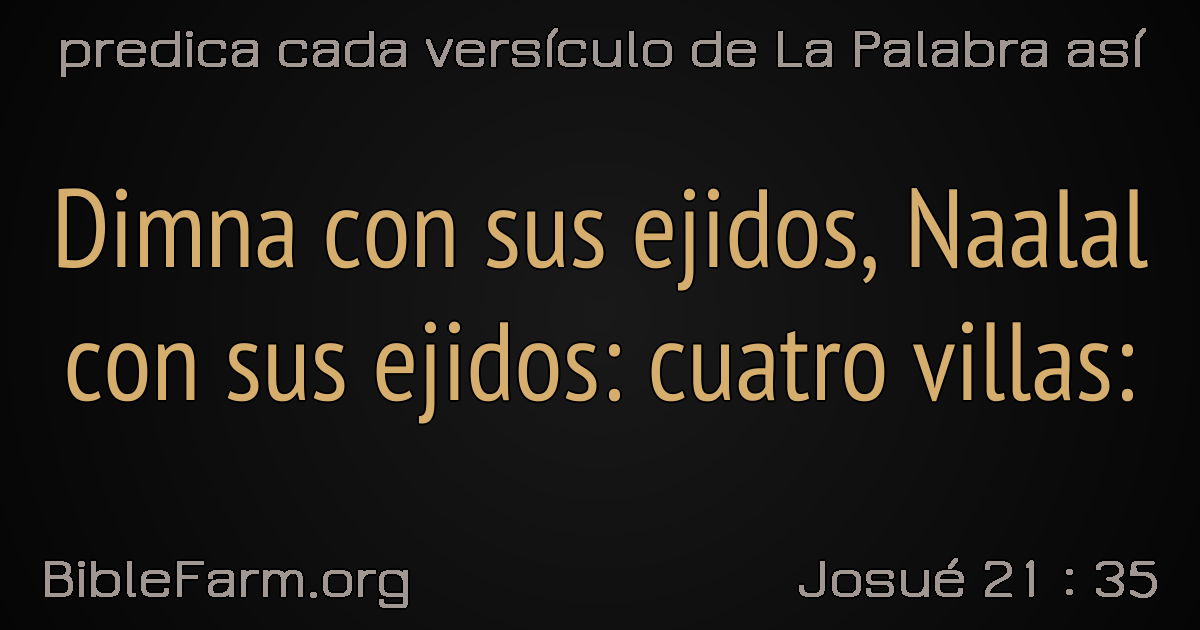 predica cada versículo de La Palabra así
Dimna con sus ejidos, Naalal
con sus ejidos: cuatro villas:
BibleFarm.org
Josué 21 : 35